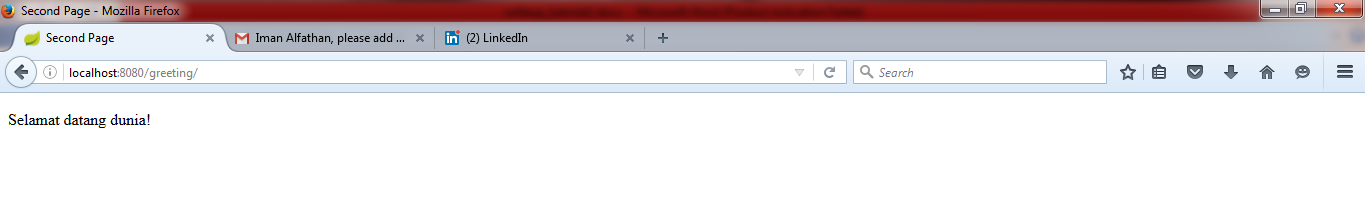 Second Page - Mozilla Firefox
Second Page
Iman Alfathan, please add ...
(2) LinkedIn
localhost:8080/greeting/
Search
Selamat datang dunia!